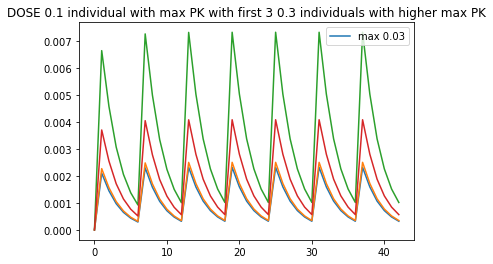 DOSE 0.1 individual with max PK with first 3 0.3 individuals with higher max PK
max 0.03
0.007
0.006
0.005
0.004
0.003
0.002
0.001
0.000
0 10 20 30 40